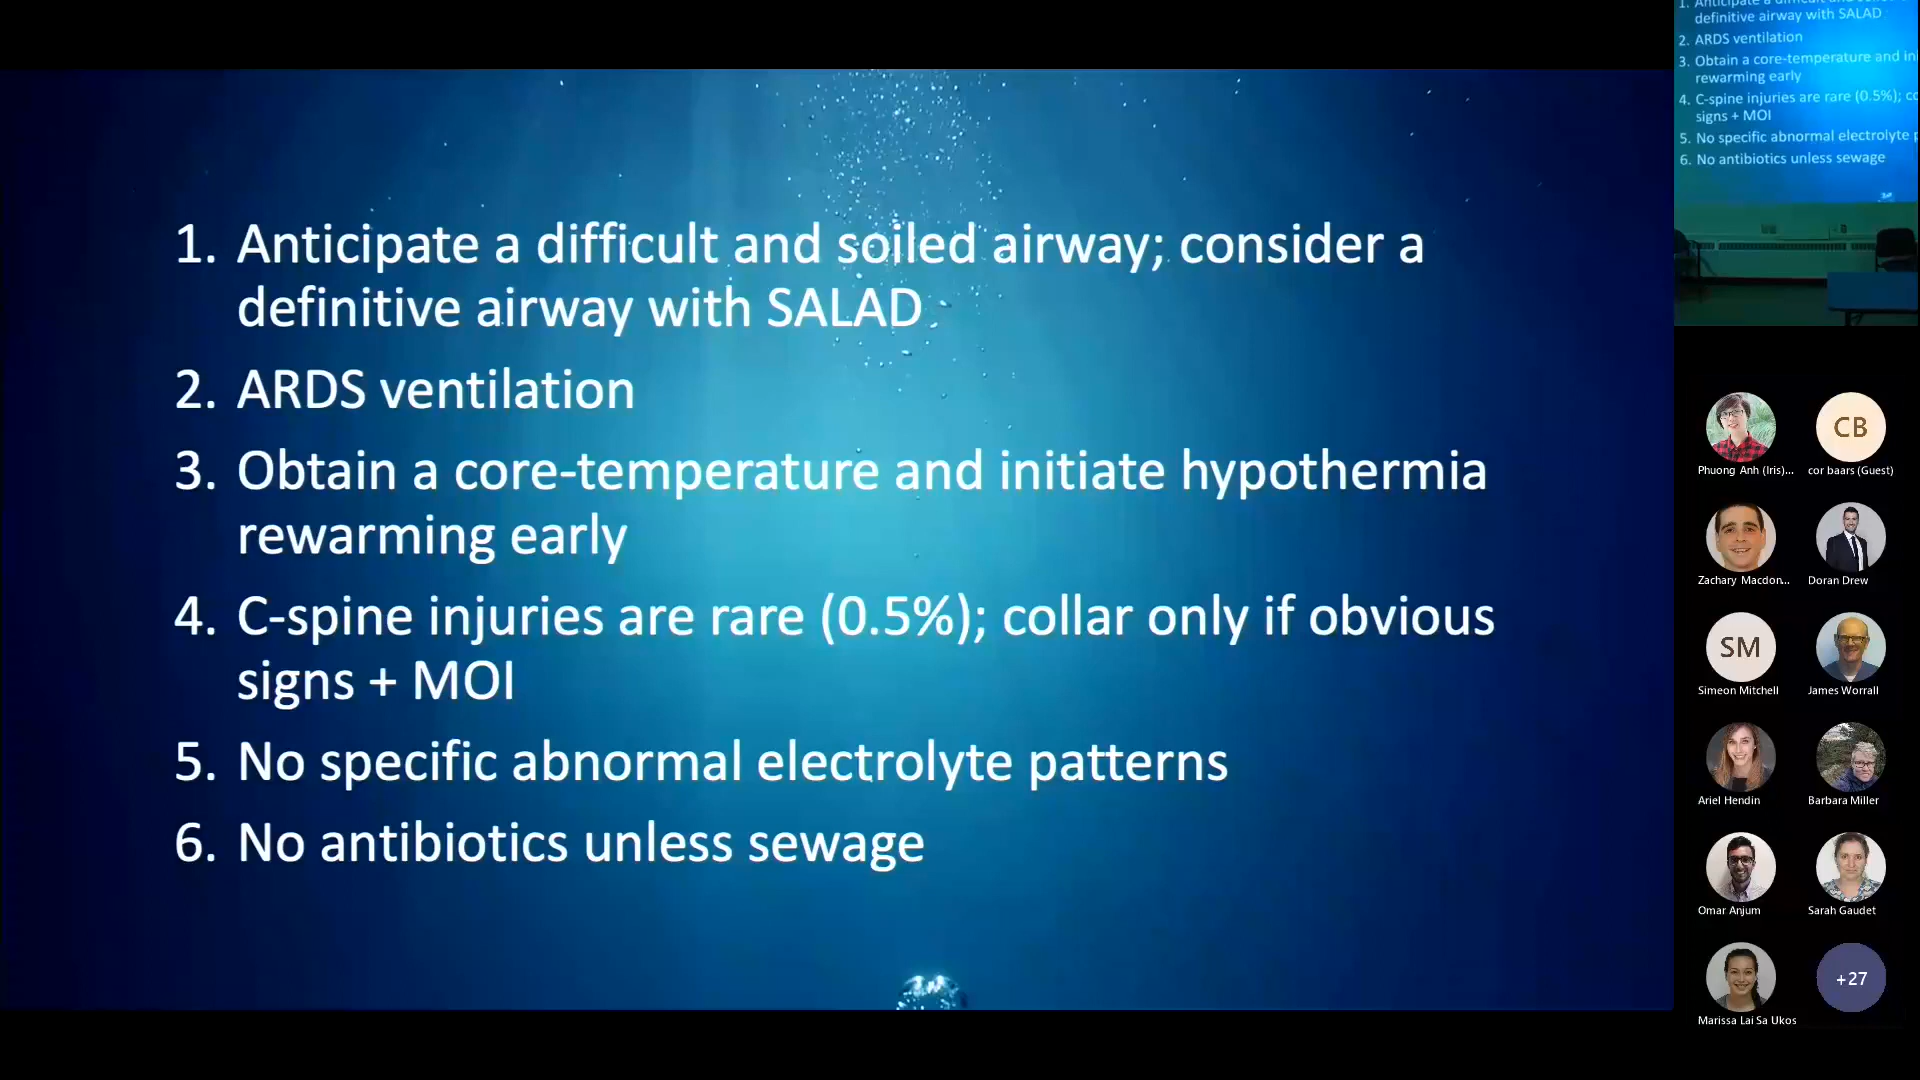 1. Anticipate a difficult and soiled airway; consider a
definitive airway with SALAD
2. ARDS ventilation
3. Obtain a core-temperature and initiate hypothermia
rewarming early
4. C-spine injuries are rare (0.5%); collar only if obvious
signs + MOI
5. No specific abnormal electrolyte patterns
6. No antibiotics unless sewage
definitive airway with SALAD
2. ARDS ventilation
3. Obtain a core-temperature and in
rewarming early
4. C-spine injuries are rare (0.5%); co
signs + MOI
5. No specific abnormal electrolyte p
6. No antibiotics unless sewage
CB
Phuong Anh (Iris)...
cor baars (Guest)
Zachary Macdon...
Doran Drew
SM
Simeon Mitchell
James Worrall
Ariel Hendin
Barbara Miller
Omar Anjum
Sarah Gaudet
+27
Marissa Lai Sa Ukos